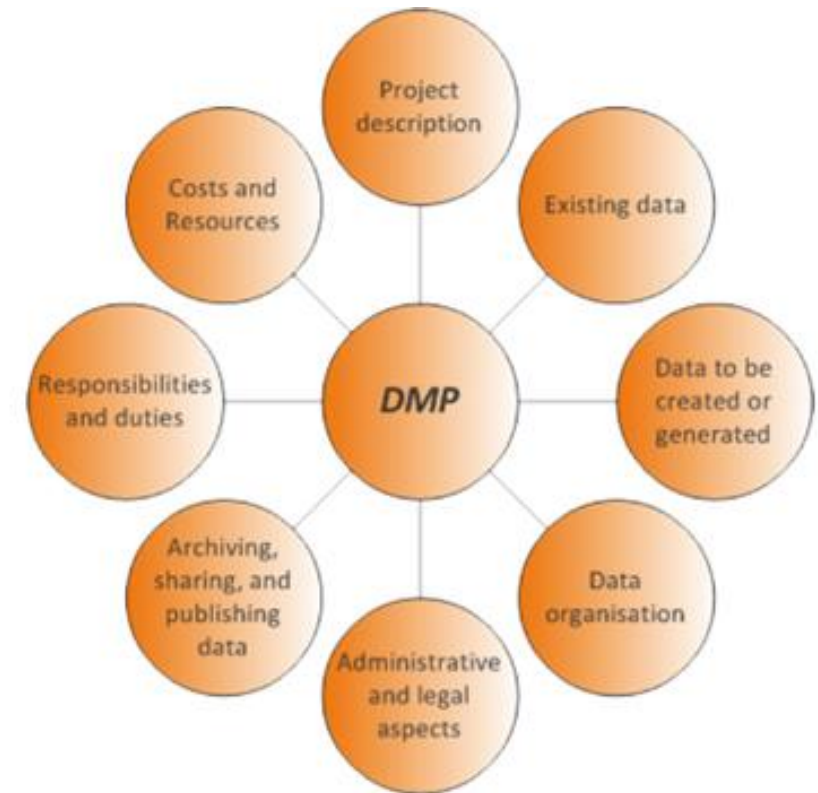 Project
description
Existing data
Data to be
created or
generated
Data
organisation
Administrative
and legal
aspects
Archiving,
sharing, and
publishing
data
Responsibilities
and duties
Costs and
Resources
DMP